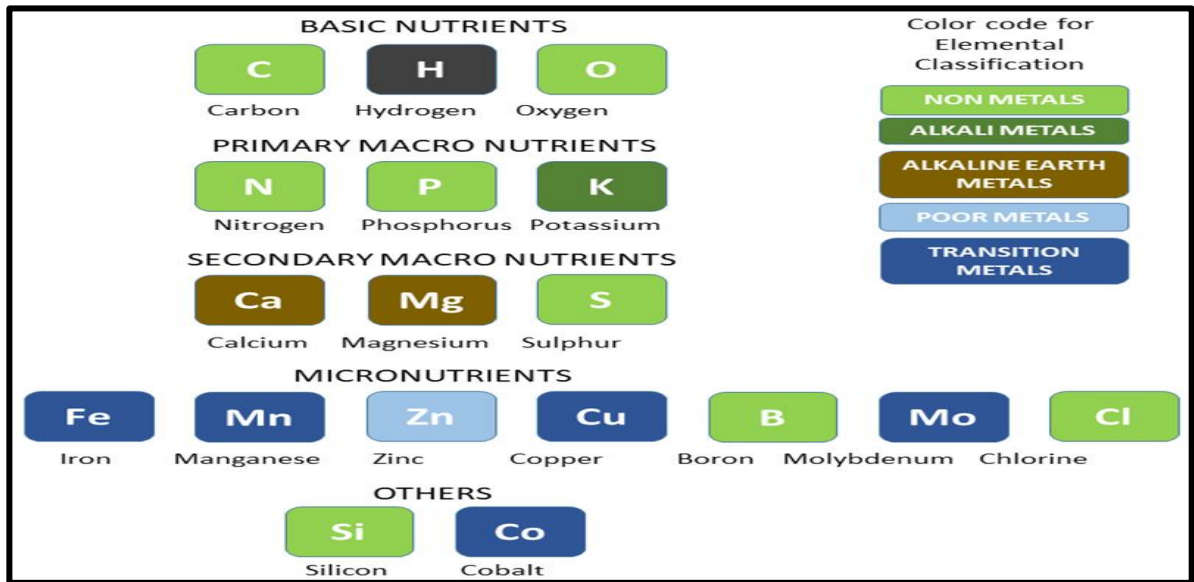 BASIC NUTRIENTS
C H O
Carbon Hydrogen Oxygen
PRIMARY MACRO NUTRIENTS
N P K
Nitrogen Phosphorus Potassium
SECONDARY MACRO NUTRIENTS
Ca Mg S
Calcium Magnesium Sulphur
MICRONUTRIENTS
Fe Mn Zn Cu B Mo Cl
Iron Manganese Zinc Copper Boron Molybdenum Chlorine
OTHERS
Si Co
Silicon Cobalt
Color code for
Elemental
Classification
NON METALS
ALKALI METALS
ALKALINE EARTH
METALS
POOR METALS
TRANSITION
METALS